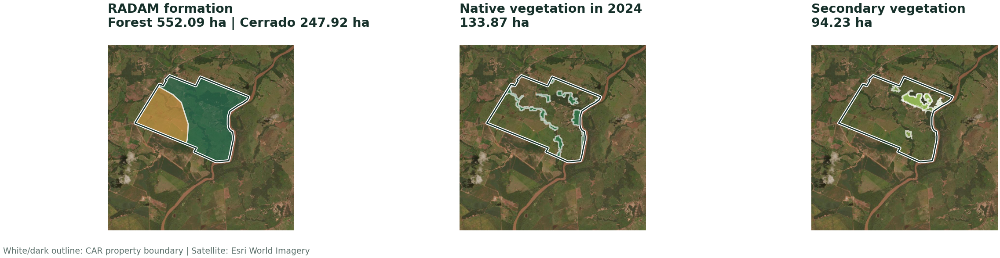 RADAM formation
Forest 552.09 ha | Cerrado 247.92 ha
Native vegetation in 2024
133.87 ha
Secondary vegetation
94.23 ha
White/dark outline: CAR property boundary | Satellite: Esri World Imagery